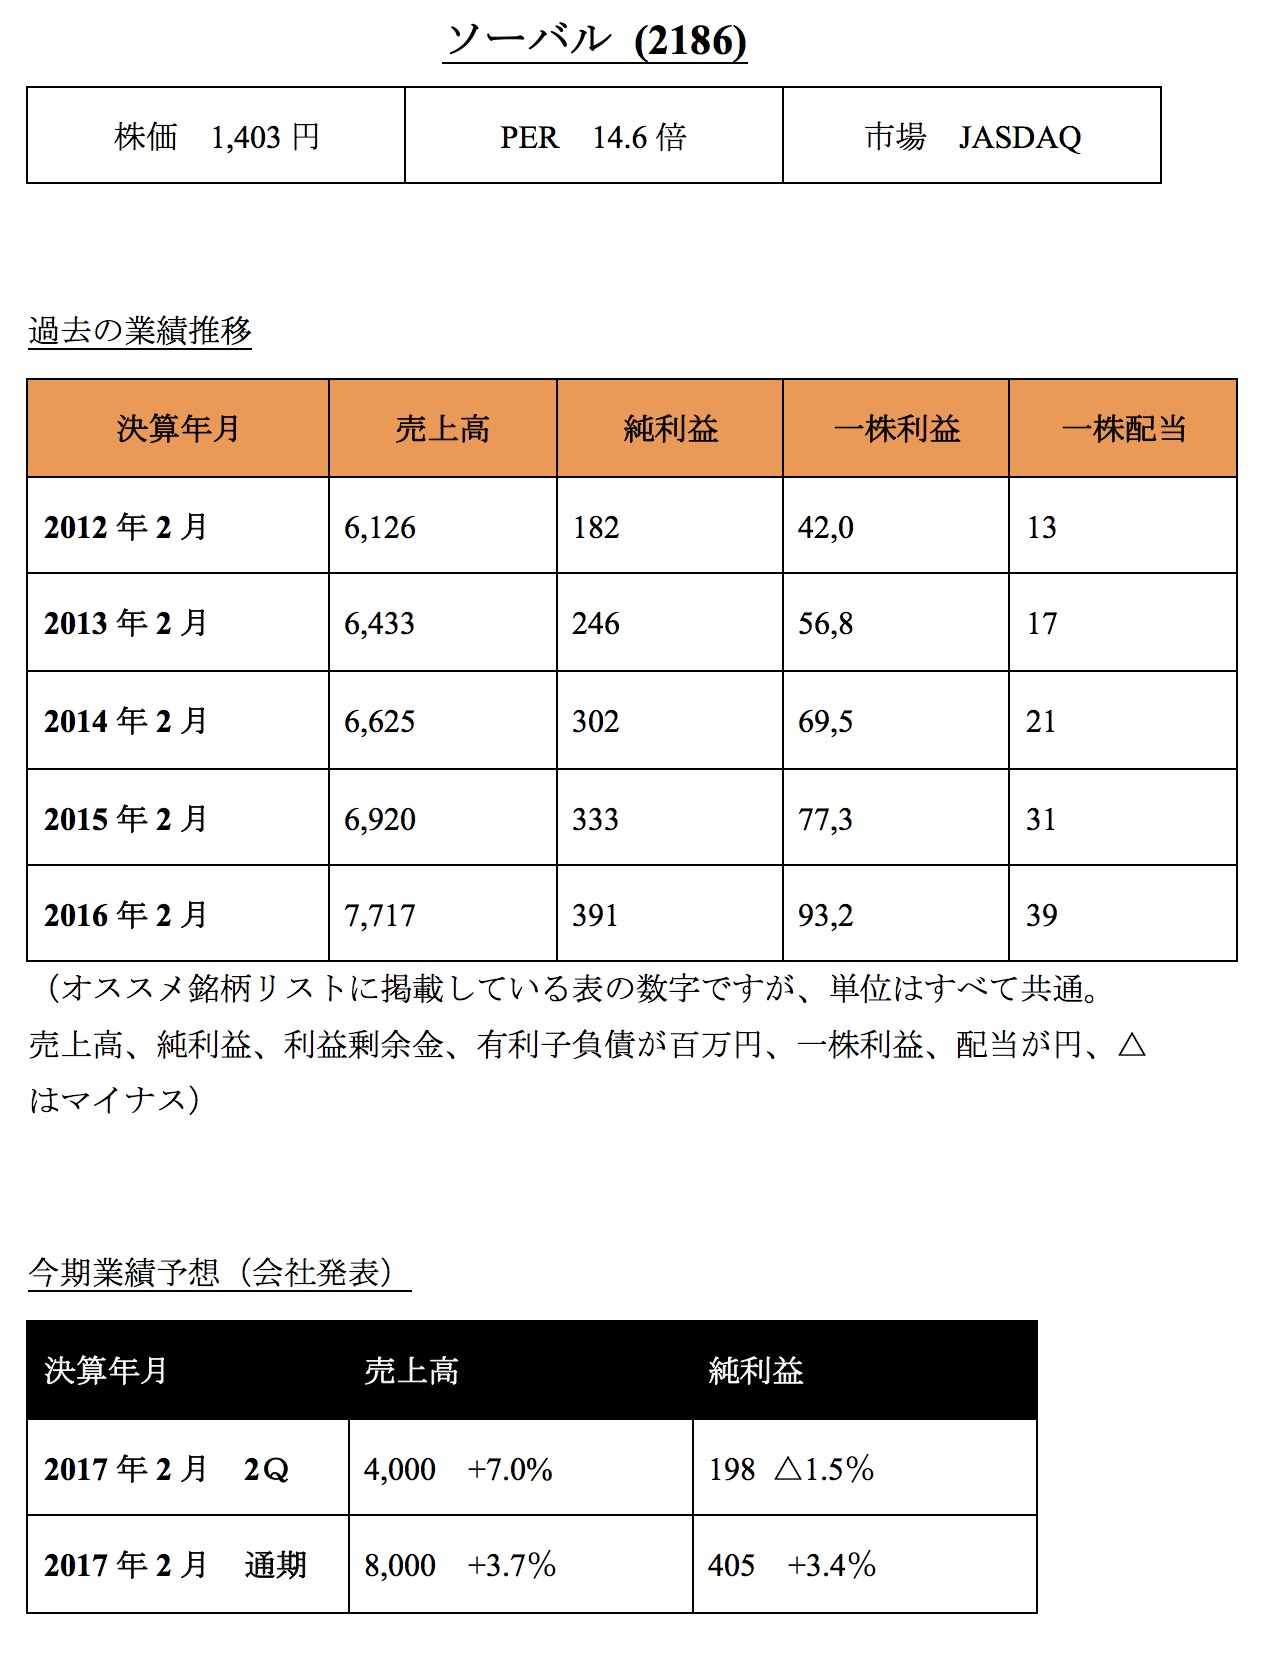 ソーバル (2186)
株価　1,403 円　PER　14.6 倍　市場　JASDAQ
過去の業績推移
決算年月　売上高　純利益　一株利益　一株配当
2012 年 2 月　6,126　182　42,0　13
2013 年 2 月　6,433　246　56,8　17
2014 年 2 月　6,625　302　69,5　21
2015 年 2 月　6,920　333　77,3　31
2016 年 2 月　7,717　391　93,2　39
（オススメ銘柄リストに掲載している表の数字ですが、単位はすべて共通。
売上高、純利益、利益剰余金、有利子負債が百万円、一株利益、配当が円、△
はマイナス）
今期業績予想（会社発表）
決算年月　売上高　純利益
2017 年 2 月　2Ｑ　4,000　+7.0%　198 △1.5％
2017 年 2 月　通期　8,000　+3.7％　405　+3.4％